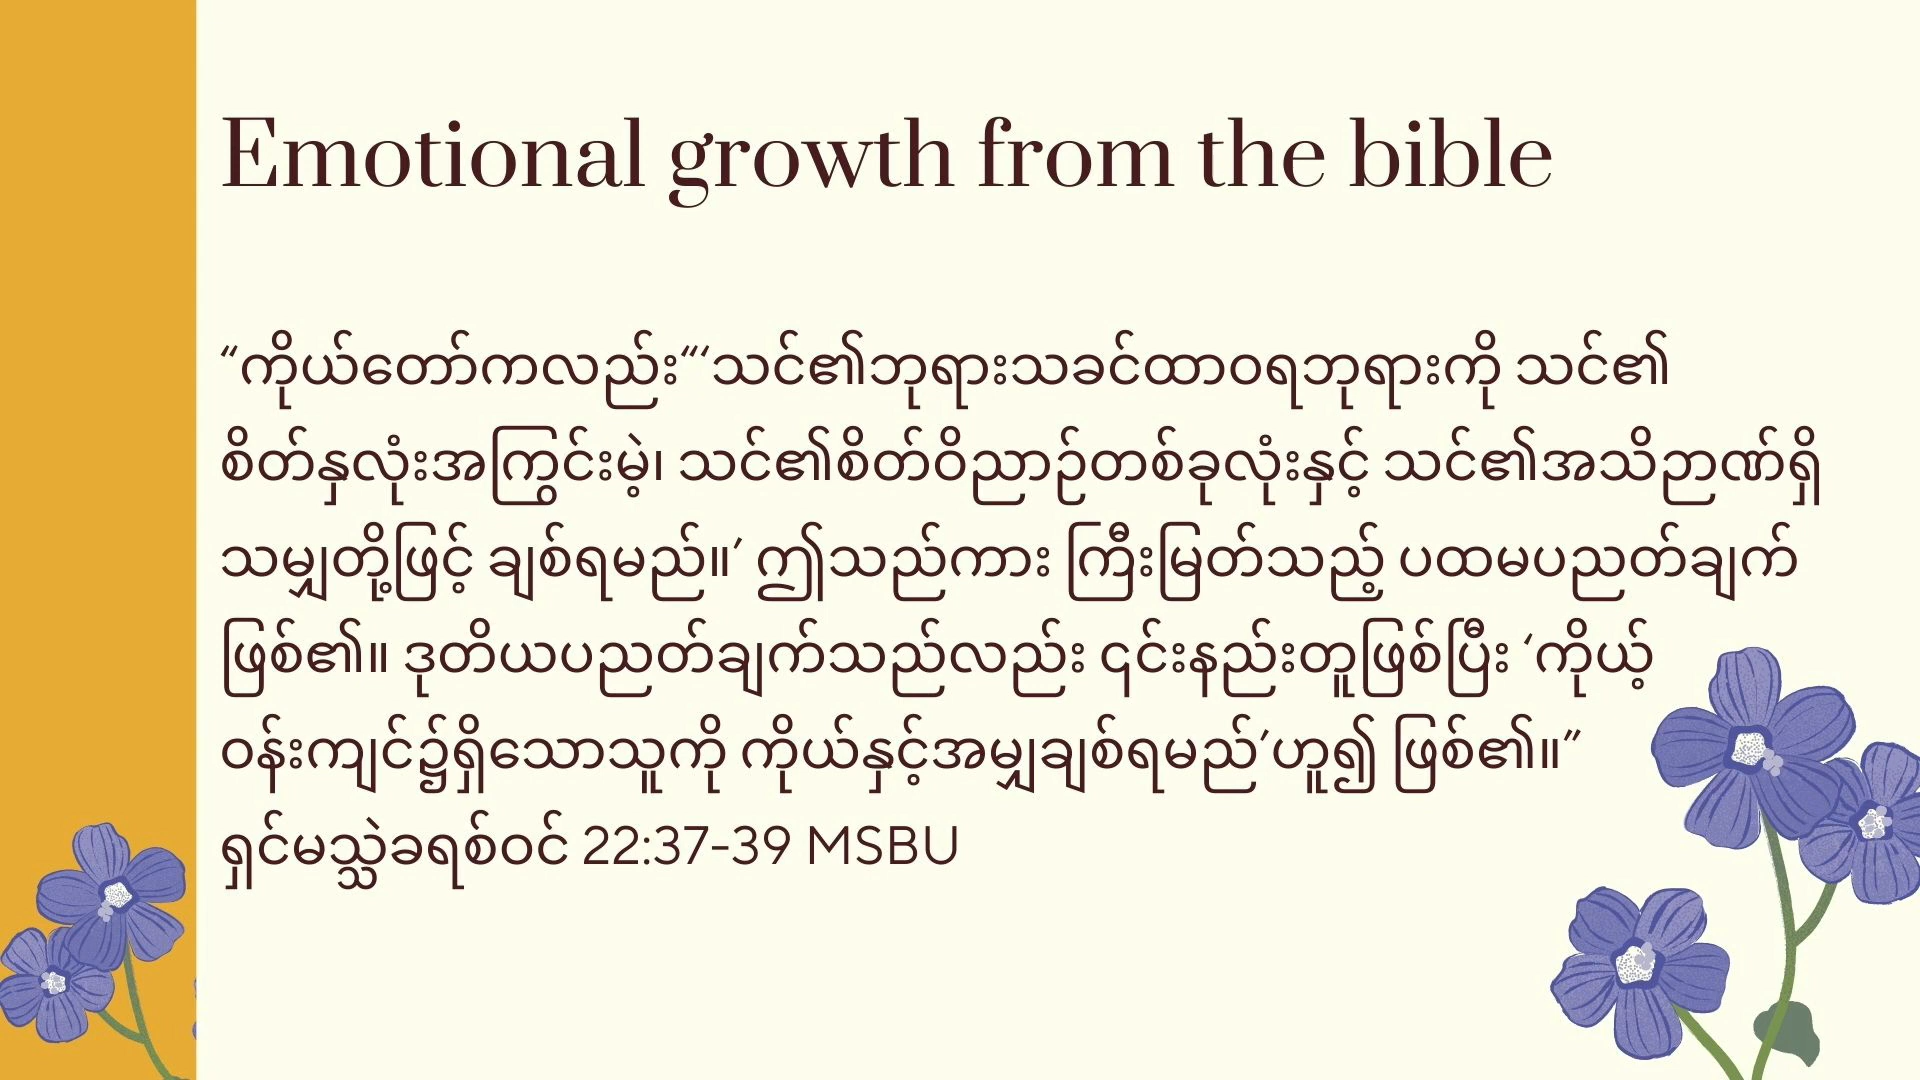 Emotional growth from the bible
“ကိုယ်တော်ကလည်း“‘သင်၏ဘုရားသခင်ထာဝရဘုရားကို သင်၏
စိတ်နှလုံးအကြွင်းမဲ့၊ သင်၏စိတ်ဝိညာဉ်တစ်ခုလုံးနှင့် သင်၏အသိဉာဏ်ရှိ
သမျှတို့ဖြင့် ချစ်ရမည်။’ ဤသည်ကား ကြီးမြတ်သည့် ပထမပညတ်ချက်
ဖြစ်၏။ ဒုတိယပညတ်ချက်သည်လည်း ၎င်းနည်းတူဖြစ်ပြီး ‘ကိုယ့်
ဝန်းကျင်၌ရှိသောသူကို ကိုယ်နှင့်အမျှချစ်ရမည်’ဟူ၍ ဖြစ်၏။”
ရှင်မဿဲခရစ်ဝင် 22:37-39 MSBU